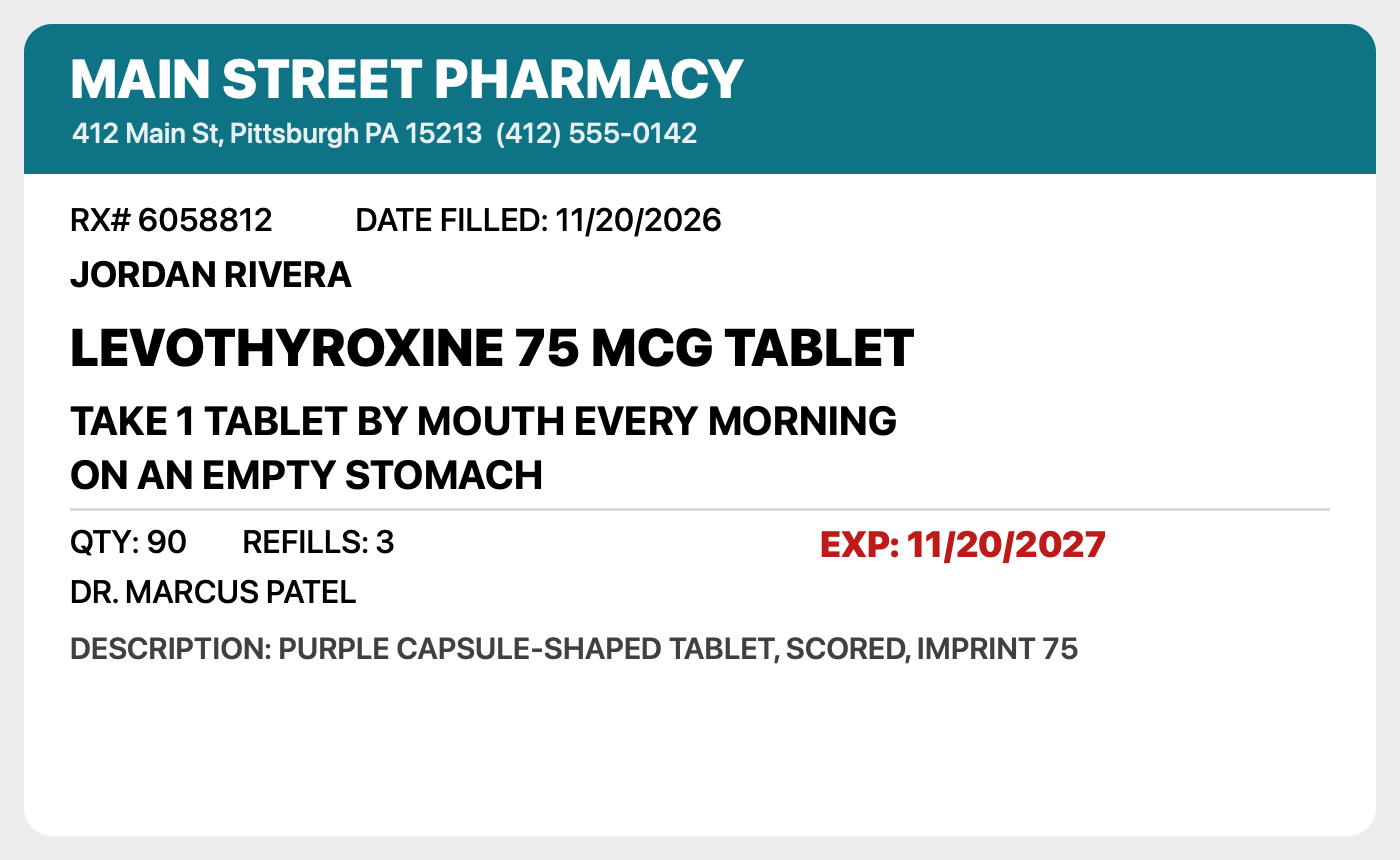 MAIN STREET PHARMACY
412 Main St, Pittsburgh PA 15213 (412) 555-0142
RX# 6058812 DATE FILLED: 11/20/2026
JORDAN RIVERA
LEVOTHYROXINE 75 MCG TABLET
TAKE 1 TABLET BY MOUTH EVERY MORNING
ON AN EMPTY STOMACH
QTY: 90 REFILLS: 3 EXP: 11/20/2027
DR. MARCUS PATEL
DESCRIPTION: PURPLE CAPSULE-SHAPED TABLET, SCORED, IMPRINT 75